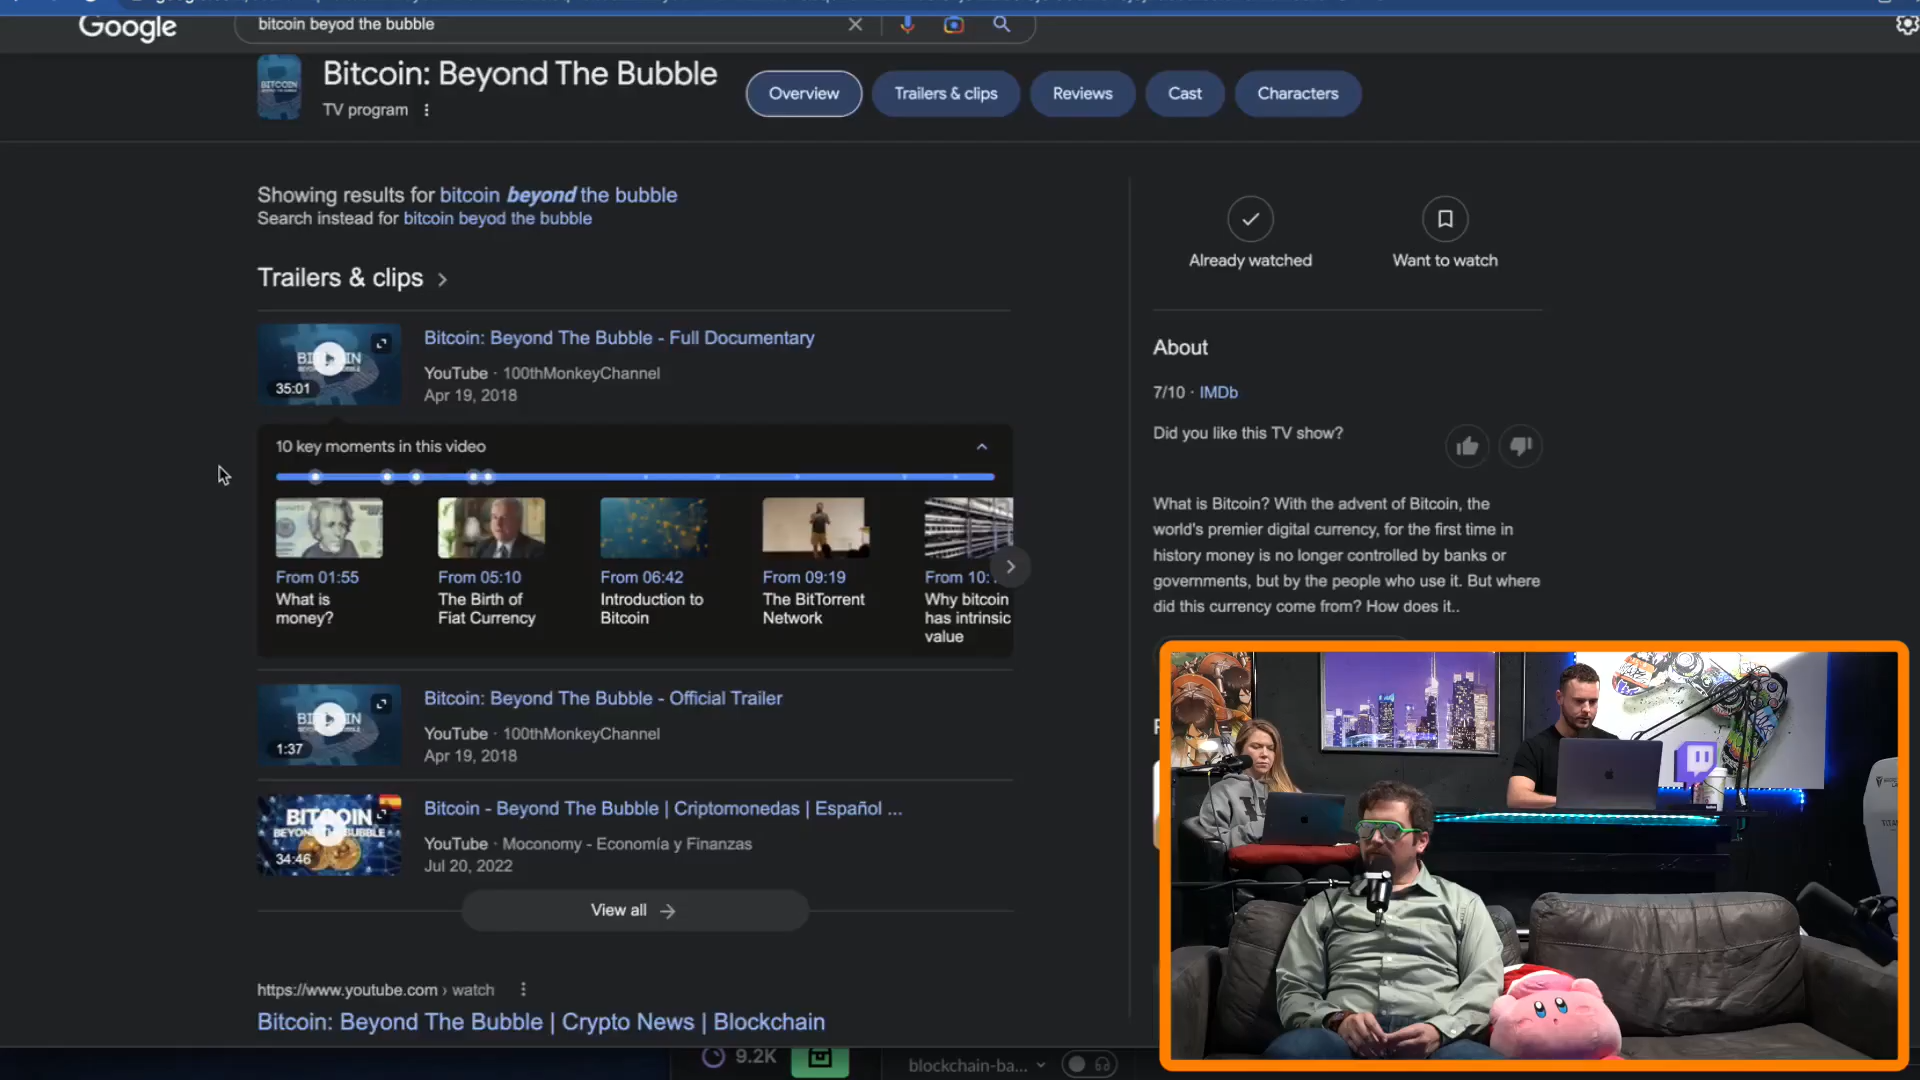 Google
bitcoin beyod the bubble
Bitcoin: Beyond The Bubble
TV program
Overview
Trailers & clips
Reviews
Cast
Characters
Showing results for bitcoin beyond the bubble
Search instead for bitcoin beyod the bubble
Trailers & clips
35:01
Bitcoin: Beyond The Bubble - Full Documentary
YouTube · 100thMonkeyChannel
Apr 19, 2018
10 key moments in this video
From 01:55
What is
money?
From 05:10
The Birth of
Fiat Currency
From 06:42
Introduction to
Bitcoin
From 09:19
The BitTorrent
Network
From 10:
Why bitcoin
has intrinsic
value
1:37
Bitcoin: Beyond The Bubble - Official Trailer
YouTube · 100thMonkeyChannel
Apr 19, 2018
BITCOIN
BEYOND THE BUBBLE
34:46
Bitcoin - Beyond The Bubble | Criptomonedas | Español ...
YouTube · Moconomy - Economía y Finanzas
Jul 20, 2022
View all
https://www.youtube.com › watch
Bitcoin: Beyond The Bubble | Crypto News | Blockchain
Already watched
Want to watch
About
7/10 · IMDb
Did you like this TV show?
What is Bitcoin? With the advent of Bitcoin, the
world's premier digital currency, for the first time in
history money is no longer controlled by banks or
governments, but by the people who use it. But where
did this currency come from? How does it..
9.2K
blockchain-ba...